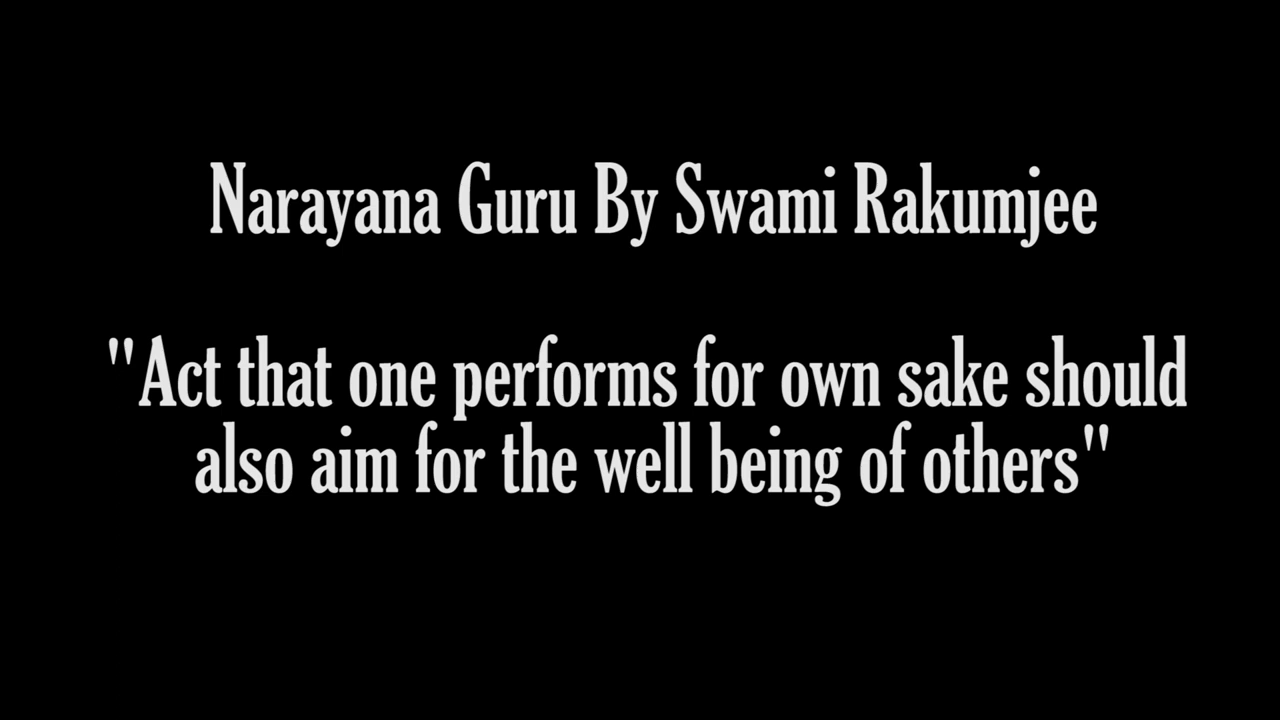 Narayana Guru By Swami Rakumjee
"Act that one performs for own sake should
also aim for the well being of others"